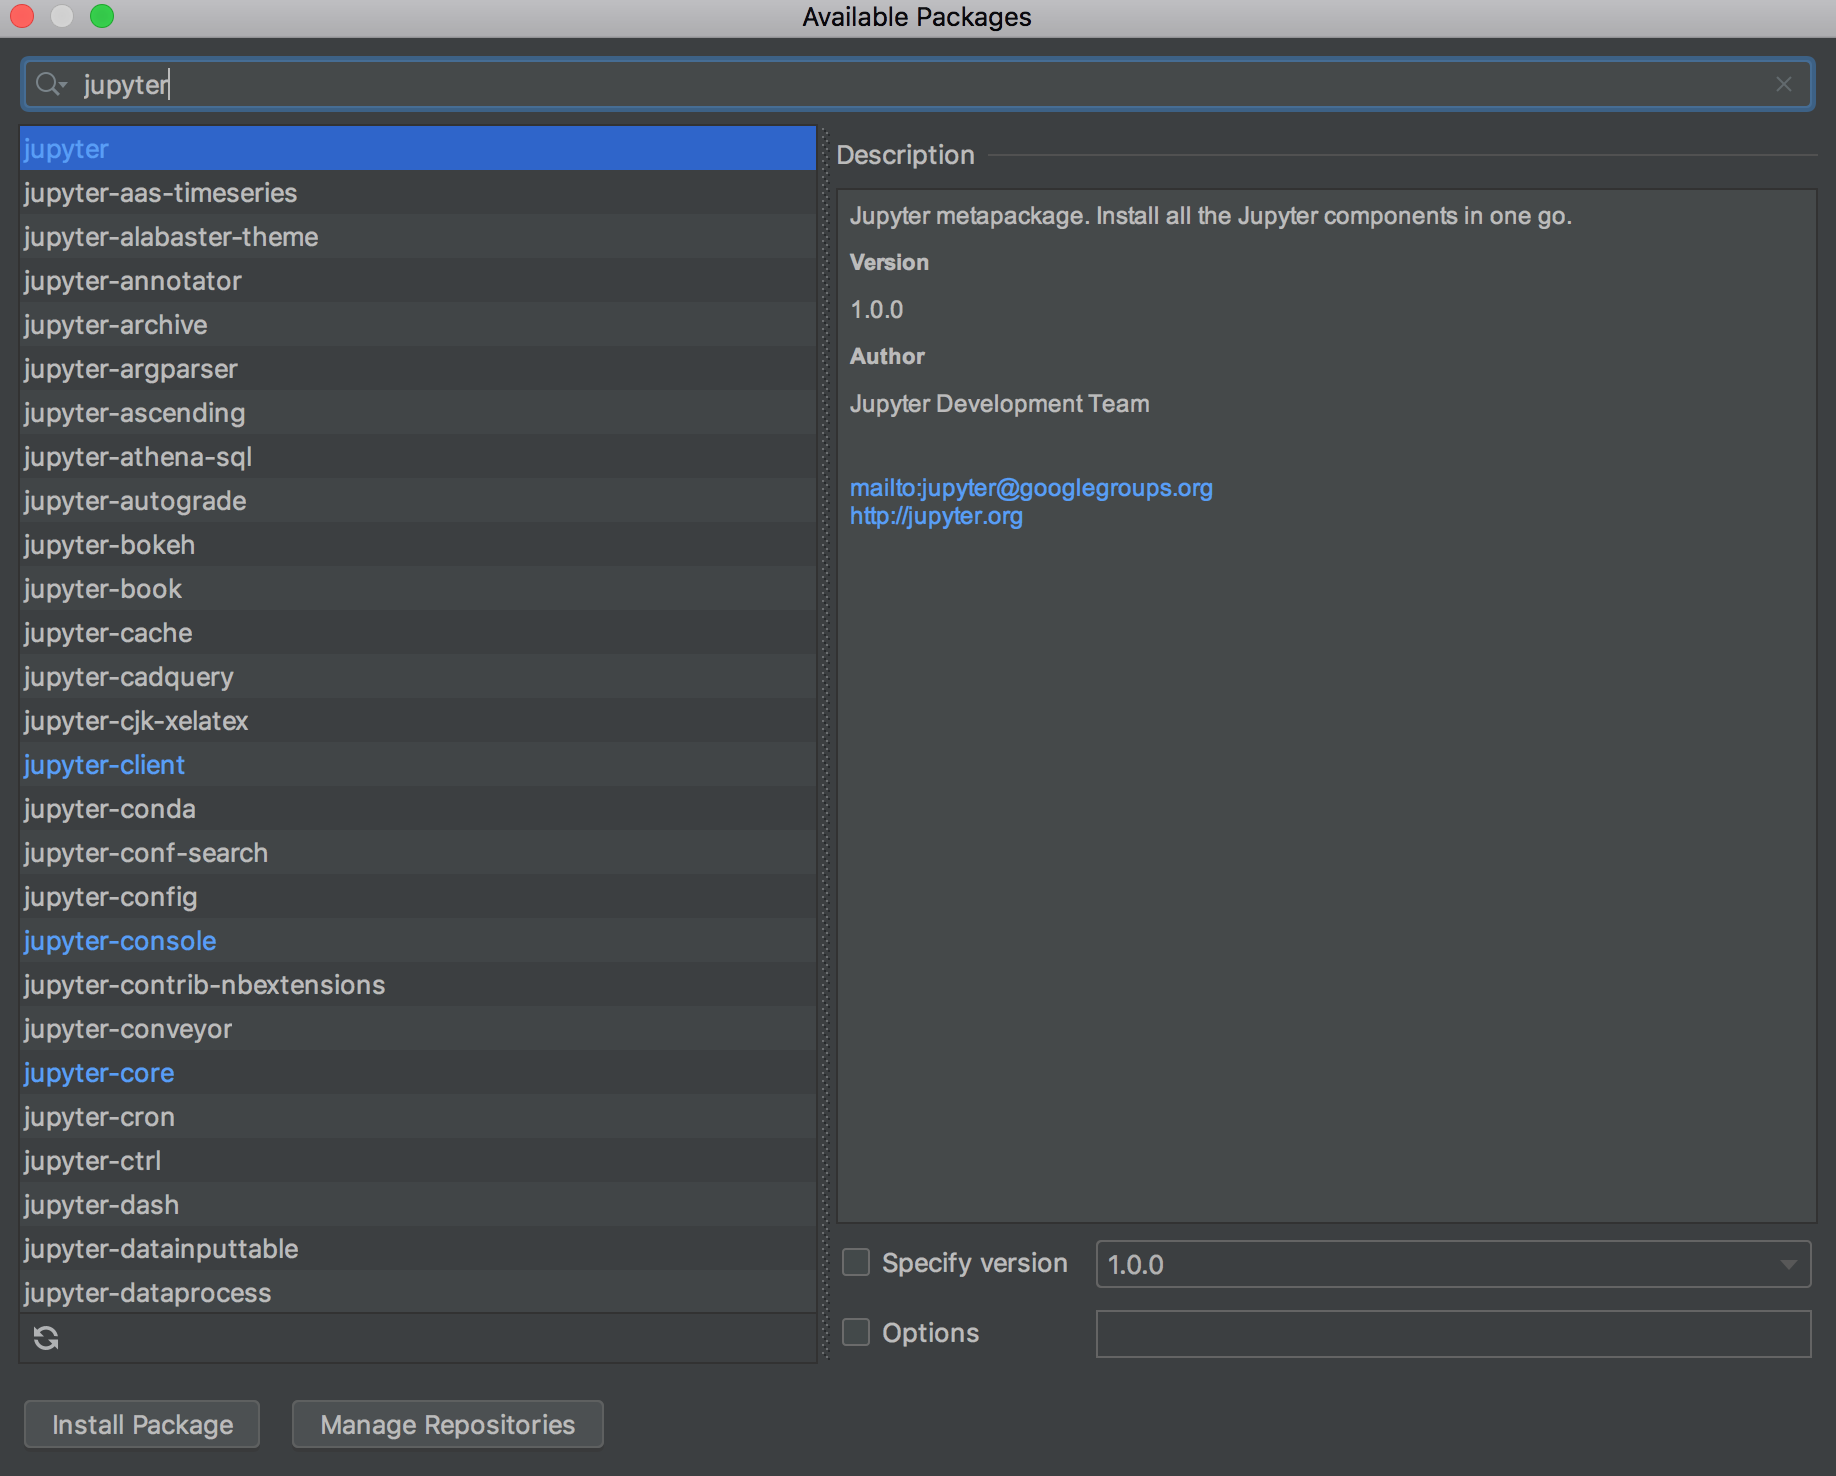 Available Packages
jupyter
jupyter
jupyter-aas-timeseries
jupyter-alabaster-theme
jupyter-annotator
jupyter-archive
jupyter-argparser
jupyter-ascending
jupyter-athena-sql
jupyter-autograde
jupyter-bokeh
jupyter-book
jupyter-cache
jupyter-cadquery
jupyter-cjk-xelatex
jupyter-client
jupyter-conda
jupyter-conf-search
jupyter-config
jupyter-console
jupyter-contrib-nbextensions
jupyter-conveyor
jupyter-core
jupyter-cron
jupyter-ctrl
jupyter-dash
jupyter-datainputtable
jupyter-dataprocess
Description
Jupyter metapackage. Install all the Jupyter components in one go.
Version
1.0.0
Author
Jupyter Development Team
mailto:jupyter@googlegroups.org
http://jupyter.org
Specify version
1.0.0
Options
Install Package
Manage Repositories